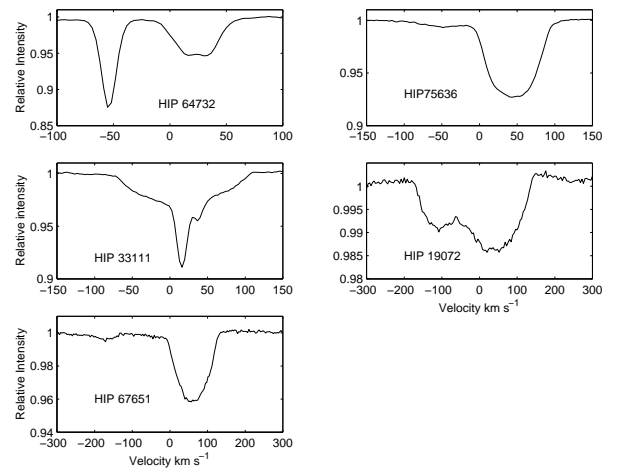 Relative Intensity
1
0.95
0.9
0.85
HIP 64732
−100 −50 0 50 100
1
0.95
0.9
HIP75636
−150 −100 −50 0 50 100 150
Relative intensity
1
0.95
0.9
HIP 33111
−150 −100 −50 0 50 100 150
1
0.995
0.99
0.985
0.98
HIP 19072
−300 −200 −100 0 100 200 300
Velocity km s⁻¹
Relative Intensity
1
0.98
0.96
0.94
HIP 67651
−300 −200 −100 0 100 200 300
Velocity km s⁻¹